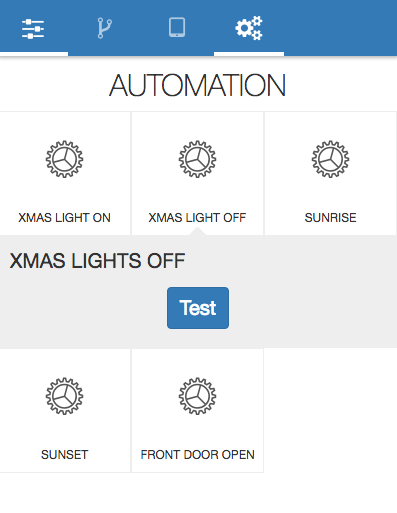 AUTOMATION
XMAS LIGHT ON
XMAS LIGHT OFF
SUNRISE
XMAS LIGHTS OFF
Test
SUNSET
FRONT DOOR OPEN